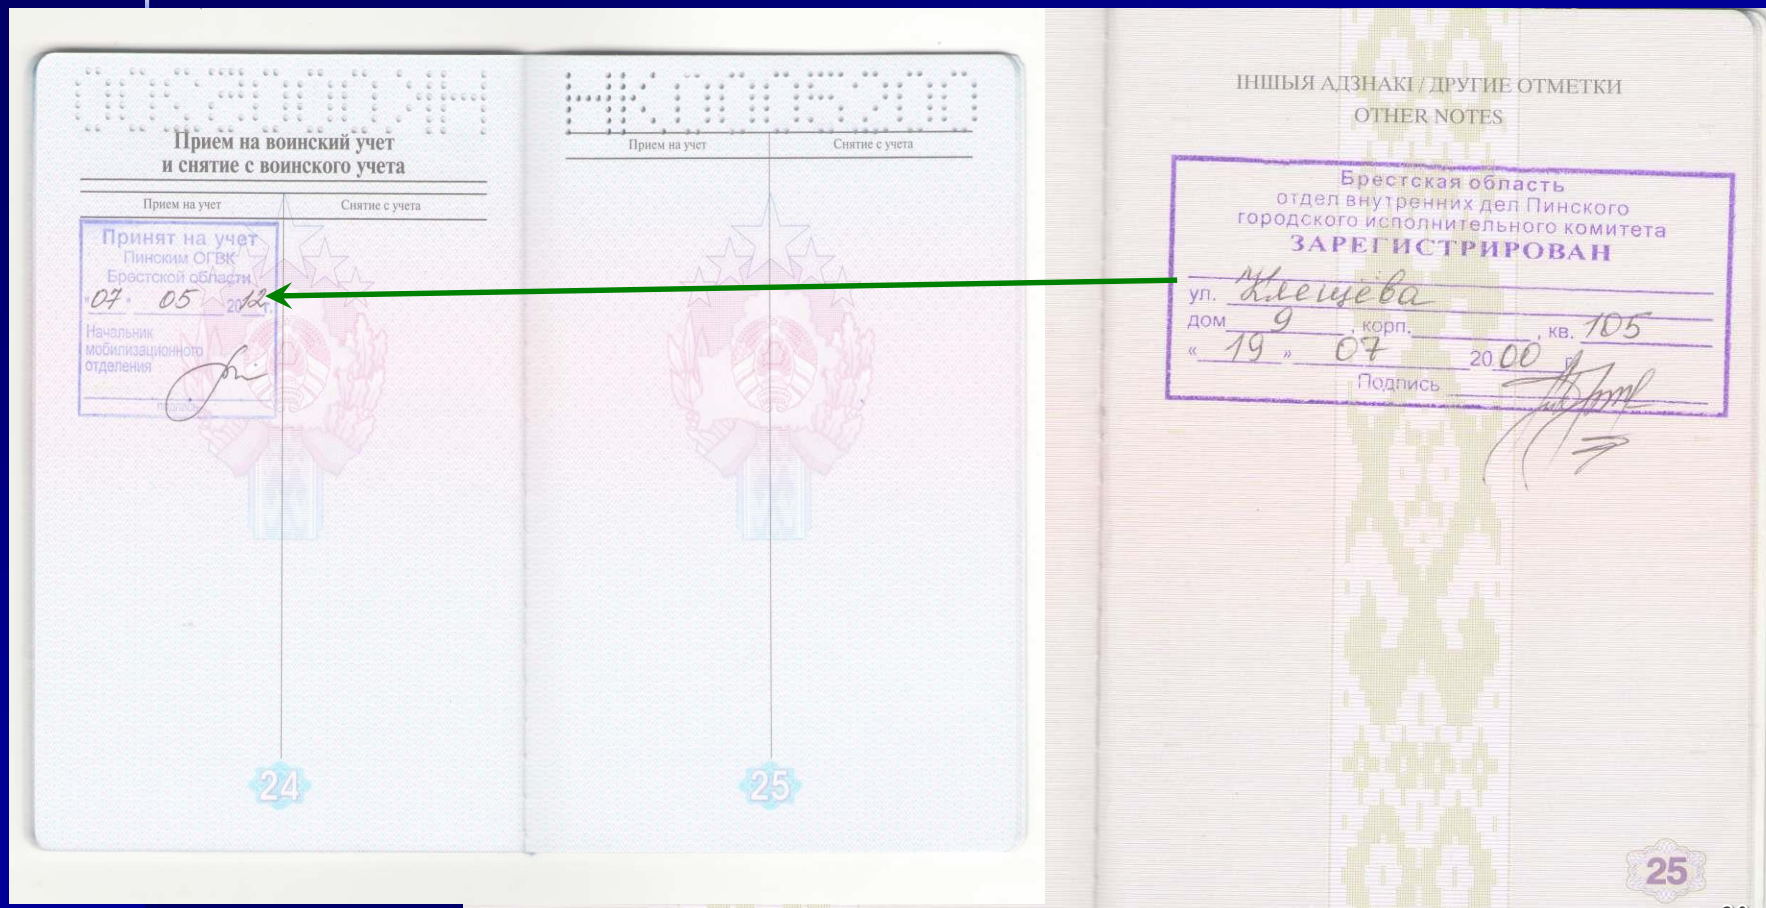 НК 0005200
Прием на воинский учет
и снятие с воинского учета
Прием на учет
Снятие с учета
Принят на учет
Пинским ОГВК
Брестской области
"07" 05 2012 г.
Начальник
мобилизационного
отделения
подпись
24
Прием на учет
Снятие с учета
25
ІНШЫЯ АДЗНАКІ / ДРУГИЕ ОТМЕТКИ
OTHER NOTES
Брестская область
отдел внутренних дел Пинского
городского исполнительного комитета
ЗАРЕГИСТРИРОВАН
ул. Клещёва
дом 9, корп. , кв. 105
« 19 » 07 2000 г.
Подпись
25